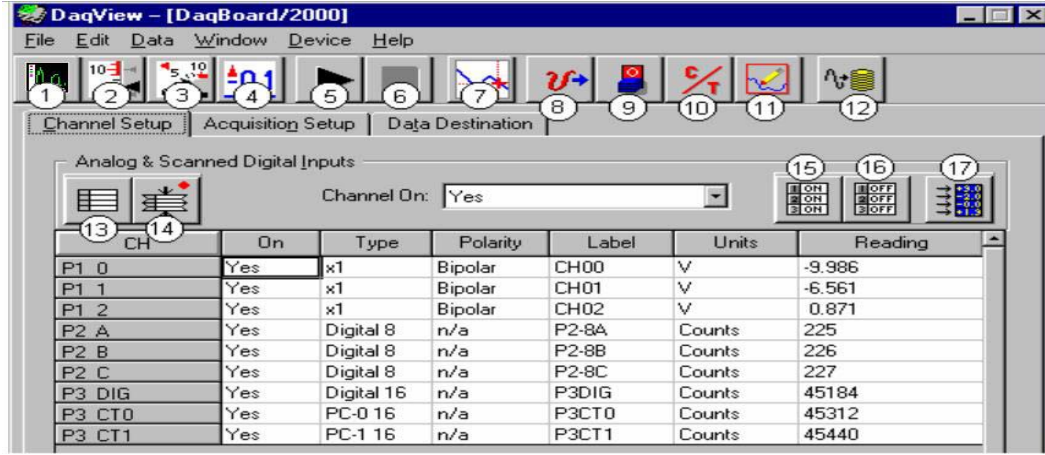 DaqView - [DaqBoard/2000]
File Edit Data Window Device Help
1 2 3 4 5 6 7 8 9 10 11 12
Channel Setup Acquisition Setup Data Destination
Analog & Scanned Digital Inputs
Channel On: Yes
15 16 17
13 14
CH On Type Polarity Label Units Reading
P1 0 Yes x1 Bipolar CH00 V -9.986
P1 1 Yes x1 Bipolar CH01 V -6.561
P1 2 Yes x1 Bipolar CH02 V 0.871
P2 A Yes Digital 8 n/a P2-8A Counts 225
P2 B Yes Digital 8 n/a P2-8B Counts 226
P2 C Yes Digital 8 n/a P2-8C Counts 227
P3 DIG Yes Digital 16 n/a P3DIG Counts 45184
P3 CT0 Yes PC-0 16 n/a P3CT0 Counts 45312
P3 CT1 Yes PC-1 16 n/a P3CT1 Counts 45440